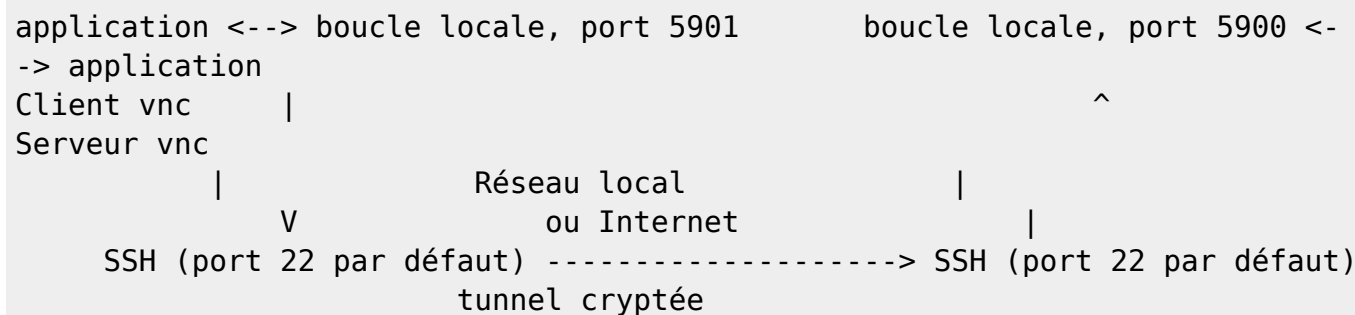 application <--> boucle locale, port 5901        boucle locale, port 5900 <-
-> application
Client vnc     |                                             ^
Serveur vnc
           |              Réseau local               |
               V              ou Internet                |
     SSH (port 22 par défaut) --------------------> SSH (port 22 par défaut)
                         tunnel cryptée